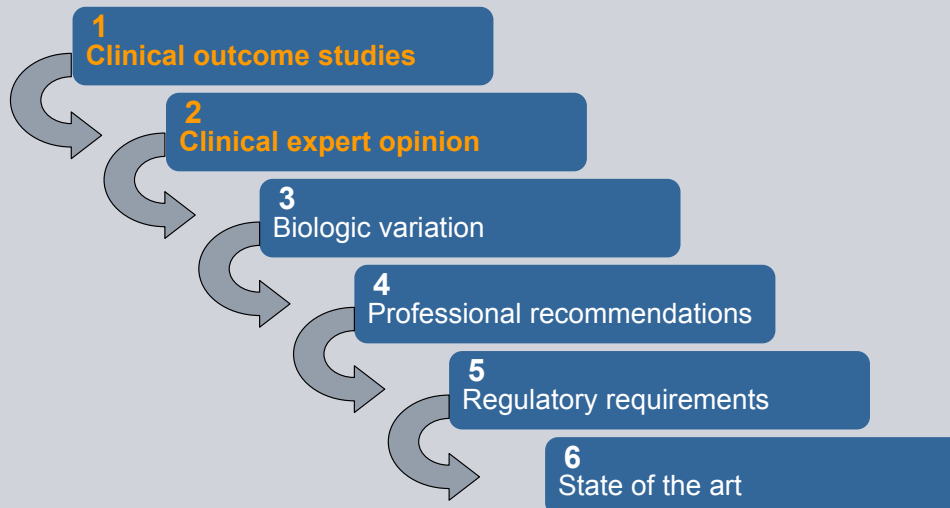 1
Clinical outcome studies
2
Clinical expert opinion
3
Biologic variation
4
Professional recommendations
5
Regulatory requirements
6
State of the art